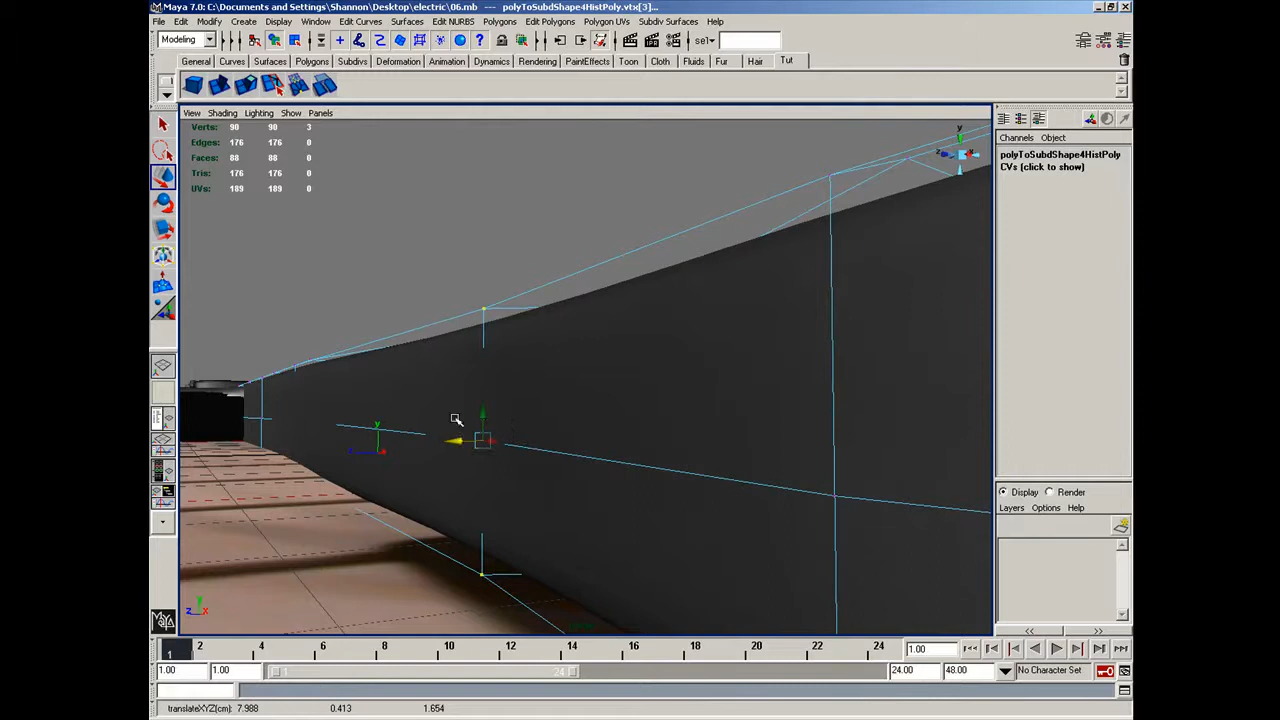 Maya 7.0: C:\Documents and Settings\Shannon\Desktop\electric\06.mb --- polyToSubdShape4HistPoly.vtx[3]...
File Edit Modify Create Display Window Edit Curves Surfaces Edit NURBS Polygons Edit Polygons Polygon UVs Subdiv Surfaces Help
Modeling sel
General Curves Surfaces Polygons Subdivs Deformation Animation Dynamics Rendering PaintEffects Toon Cloth Fluids Fur Hair Tut
View Shading Lighting Show Panels
Channels Object
Verts: 90 90 3
Edges: 176 176 0
Faces: 88 88 0
Tris: 176 176 0
UVs: 189 189 0
polyToSubdShape4HistPoly
CVs (click to show)
y
z x
y
Display Render
Layers Options Help
y
z x
1 2 4 6 8 10 12 14 16 18 20 22 24 1.00
1.00 1.00 24 24.00 48.00 No Character Set
translateXYZ(cm): 7.988 0.413 1.654